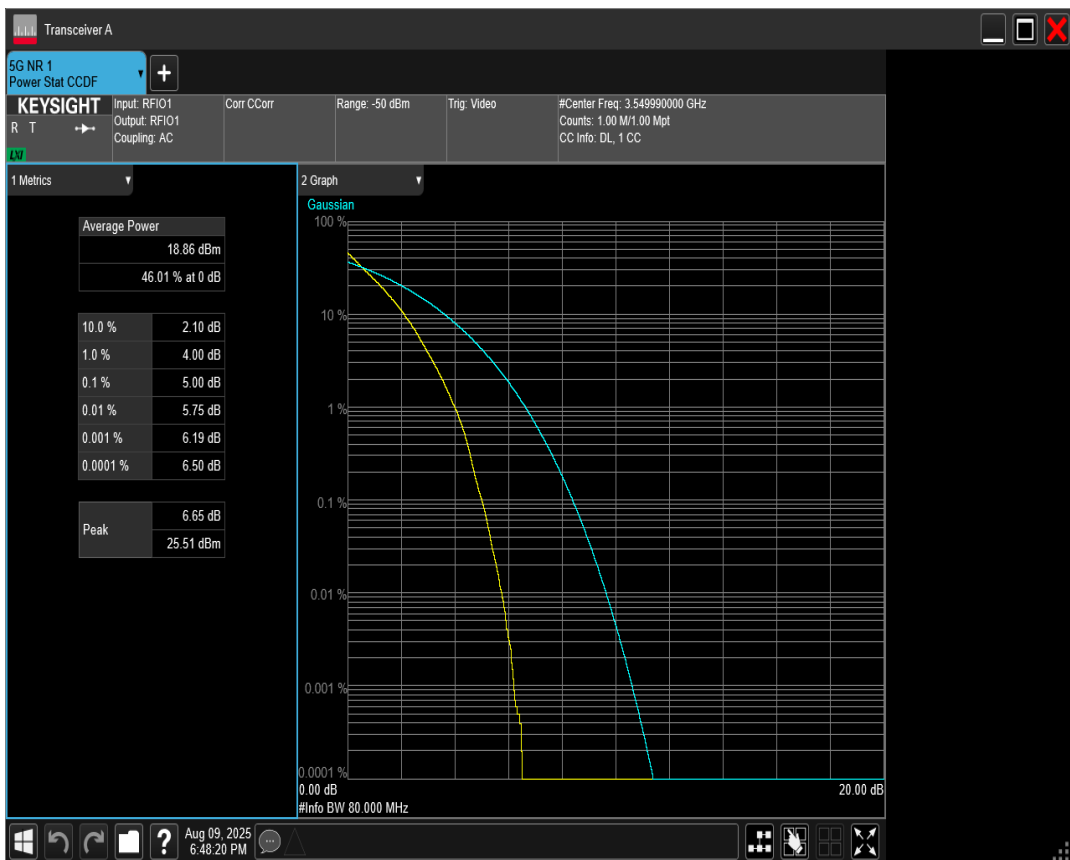 Transceiver A
5G NR 1
Power Stat CCDF
+
KEYSIGHT
R T
LXI
Input: RFIO1
Output: RFIO1
Coupling: AC
Corr CCorr
Range: -50 dBm
Trig: Video
#Center Freq: 3.549990000 GHz
Counts: 1.00 M/1.00 Mpt
CC Info: DL, 1 CC
1 Metrics
Average Power
18.86 dBm
46.01 % at 0 dB
10.0 % 2.10 dB
1.0 % 4.00 dB
0.1 % 5.00 dB
0.01 % 5.75 dB
0.001 % 6.19 dB
0.0001 % 6.50 dB
Peak
6.65 dB
25.51 dBm
2 Graph
Gaussian
100 %
10 %
1 %
0.1 %
0.01 %
0.001 %
0.0001 %
0.00 dB 20.00 dB
#Info BW 80.000 MHz
?
Aug 09, 2025
6:48:20 PM